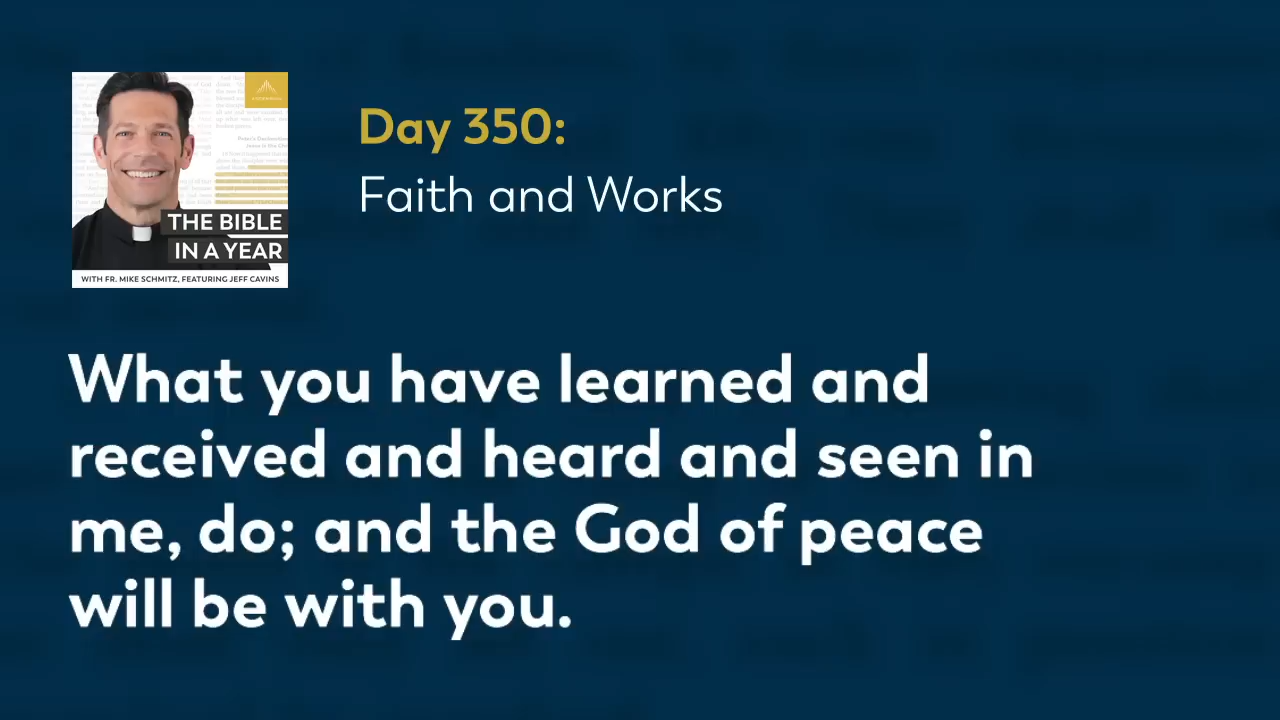 THE BIBLE
IN A YEAR
WITH FR. MIKE SCHMITZ, FEATURING JEFF CAVINS
Day 350:
Faith and Works
What you have learned and
received and heard and seen in
me, do; and the God of peace
will be with you.